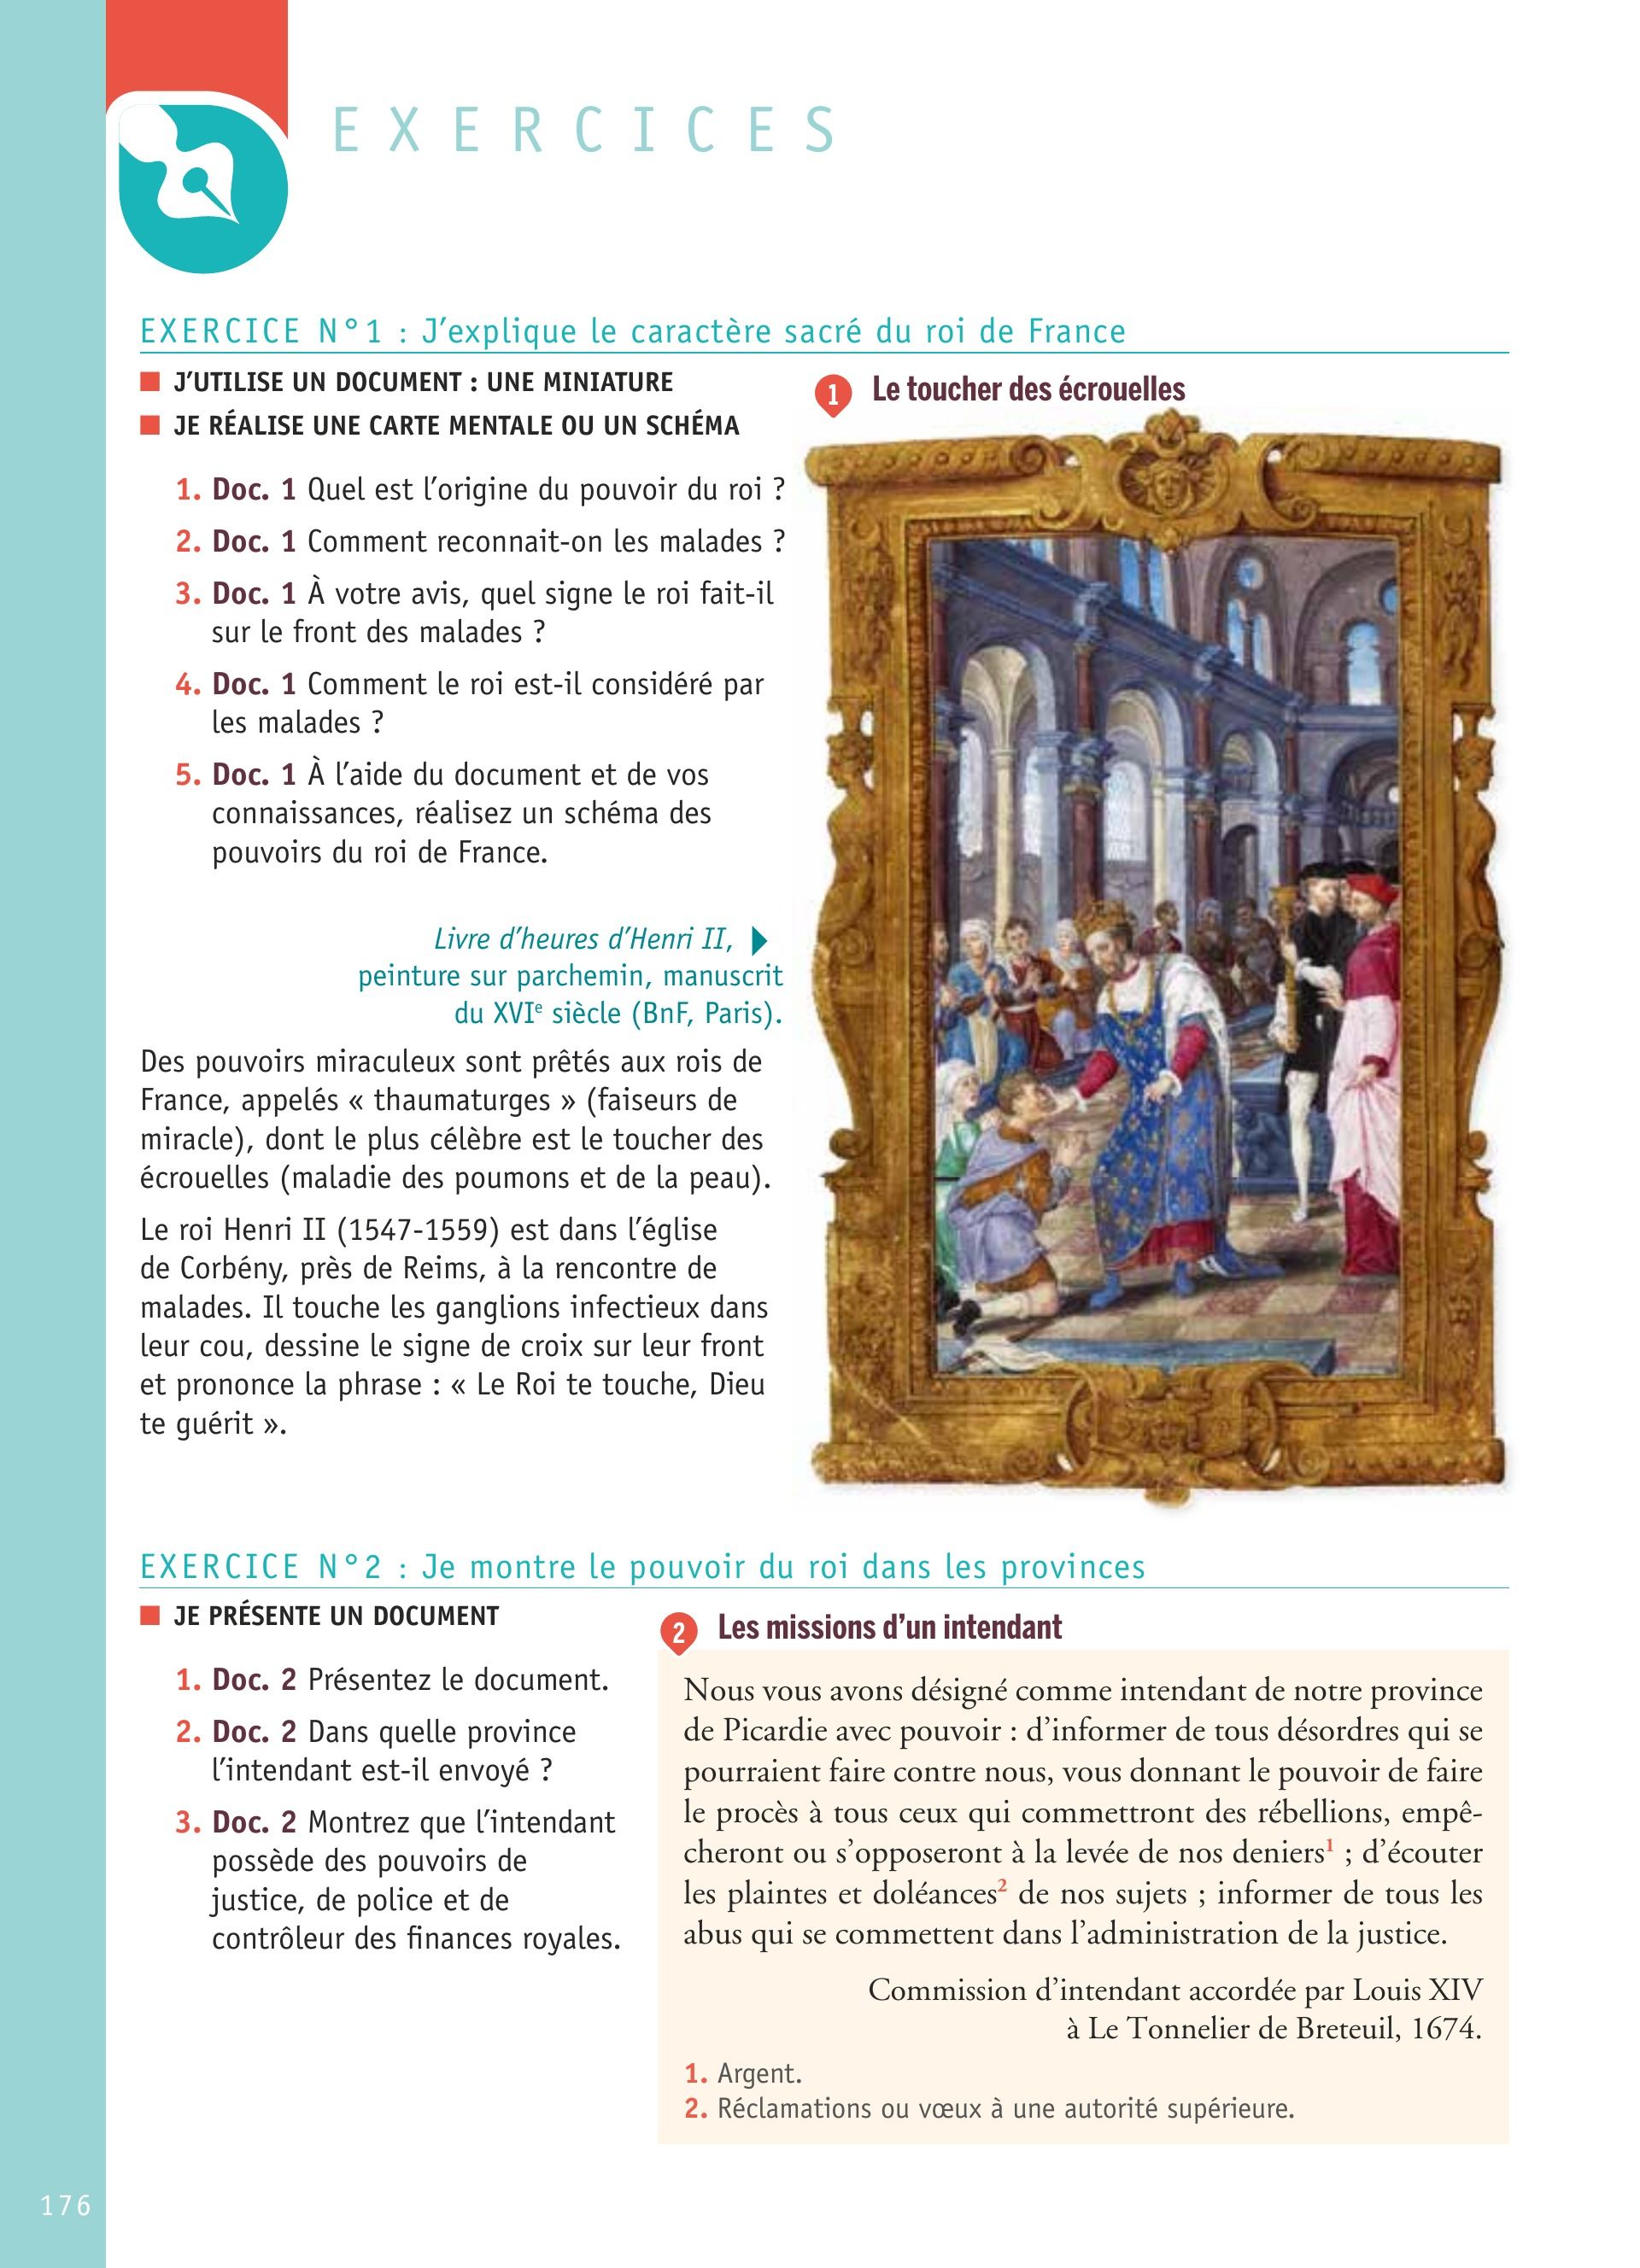 EXERCICES
EXERCICE N°1 : J’explique le caractère sacré du roi de France
J’UTILISE UN DOCUMENT : UNE MINIATURE
JE RÉALISE UNE CARTE MENTALE OU UN SCHÉMA
1. Doc. 1 Quel est l’origine du pouvoir du roi ?
2. Doc. 1 Comment reconnait-on les malades ?
3. Doc. 1 À votre avis, quel signe le roi fait-il
sur le front des malades ?
4. Doc. 1 Comment le roi est-il considéré par
les malades ?
5. Doc. 1 À l’aide du document et de vos
connaissances, réalisez un schéma des
pouvoirs du roi de France.
1 Le toucher des écrouelles
Livre d’heures d’Henri II,
peinture sur parchemin, manuscrit
du XVIe siècle (BnF, Paris).
Des pouvoirs miraculeux sont prêtés aux rois de
France, appelés « thaumaturges » (faiseurs de
miracle), dont le plus célèbre est le toucher des
écrouelles (maladie des poumons et de la peau).
Le roi Henri II (1547-1559) est dans l’église
de Corbény, près de Reims, à la rencontre de
malades. Il touche les ganglions infectieux dans
leur cou, dessine le signe de croix sur leur front
et prononce la phrase : « Le Roi te touche, Dieu
te guérit ».
EXERCICE N°2 : Je montre le pouvoir du roi dans les provinces
JE PRÉSENTE UN DOCUMENT
1. Doc. 2 Présentez le document.
2. Doc. 2 Dans quelle province
l’intendant est-il envoyé ?
3. Doc. 2 Montrez que l’intendant
possède des pouvoirs de
justice, de police et de
contrôleur des finances royales.
2 Les missions d’un intendant
Nous vous avons désigné comme intendant de notre province
de Picardie avec pouvoir : d’informer de tous désordres qui se
pourraient faire contre nous, vous donnant le pouvoir de faire
le procès à tous ceux qui commettront des rébellions, empê-
cheront ou s’opposeront à la levée de nos deniers1 ; d’écouter
les plaintes et doléances2 de nos sujets ; informer de tous les
abus qui se commettent dans l’administration de la justice.
Commission d’intendant accordée par Louis XIV
à Le Tonnelier de Breteuil, 1674.
1. Argent.
2. Réclamations ou vœux à une autorité supérieure.
176